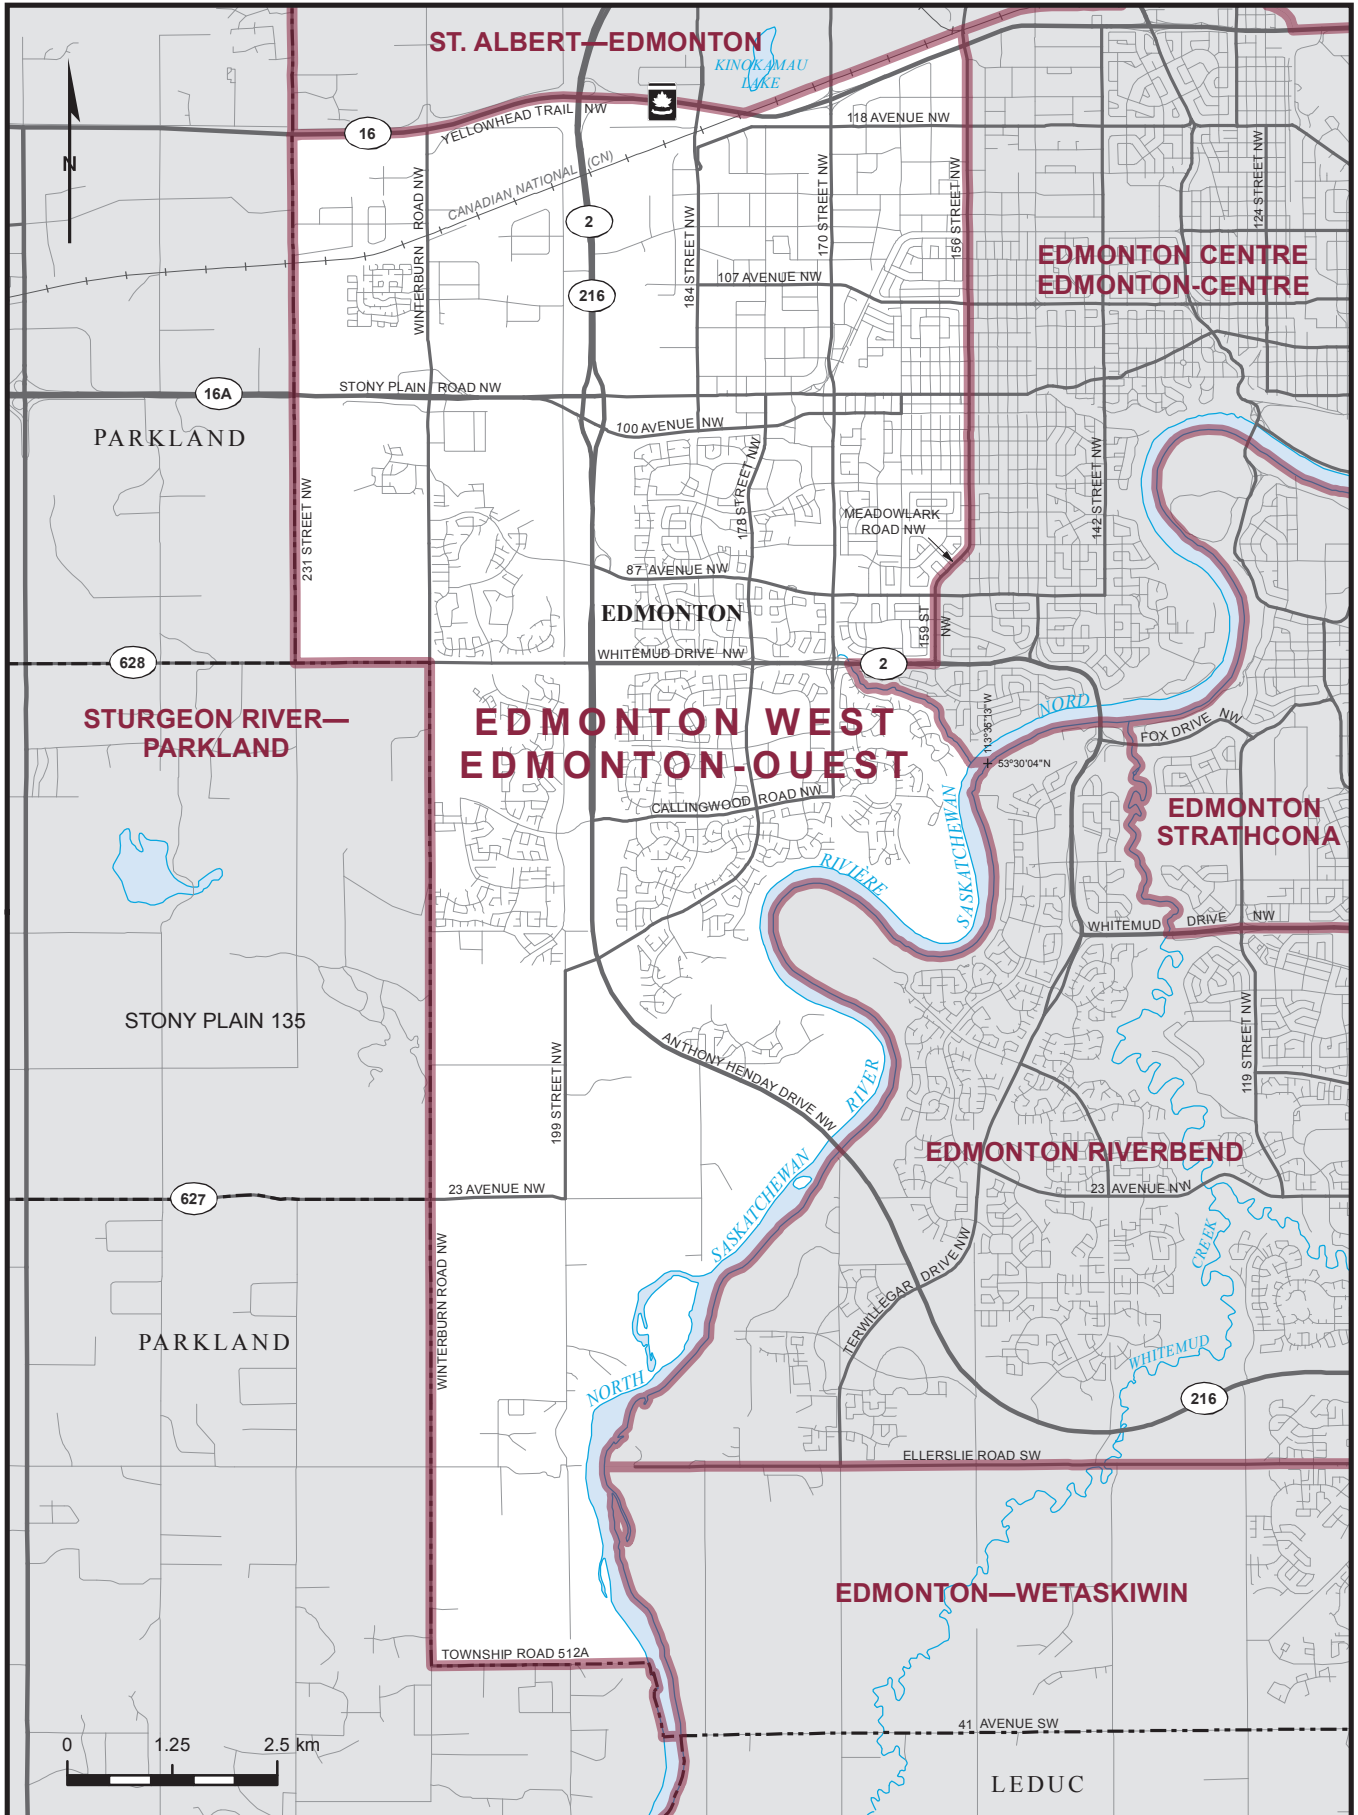 ST. ALBERT—EDMONTON
KINOKAMAU
LAKE
16
YELLOWHEAD TRAIL NW
118 AVENUE NW
N
CANADIAN NATIONAL (CN)
WINTERBURN ROAD NW
2
216
184 STREET NW
170 STREET NW
156 STREET NW
124 STREET NW
107 AVENUE NW
EDMONTON CENTRE
EDMONTON-CENTRE
16A
STONY PLAIN ROAD NW
PARKLAND
100 AVENUE NW
178 STREET NW
142 STREET NW
231 STREET NW
MEADOWLARK
ROAD NW
87 AVENUE NW
EDMONTON
159 ST
NW
628
WHITEMUD DRIVE NW
2
STURGEON RIVER—
PARKLAND
EDMONTON WEST
EDMONTON-OUEST
NORD
113°35'13"W
53°30'04"N
FOX DRIVE NW
CALLINGWOOD ROAD NW
SASKATCHEWAN
RIVIÈRE
EDMONTON
STRATHCONA
WHITEMUD DRIVE NW
STONY PLAIN 135
199 STREET NW
ANTHONY HENDAY DRIVE NW
RIVER
119 STREET NW
SASKATCHEWAN
EDMONTON RIVERBEND
627
23 AVENUE NW
23 AVENUE NW
WINTERBURN ROAD NW
CREEK
TERWILLEGAR DRIVE NW
PARKLAND
WHITEMUD
NORTH
216
ELLERSLIE ROAD SW
EDMONTON—WETASKIWIN
TOWNSHIP ROAD 512A
41 AVENUE SW
0 1.25 2.5 km
LEDUC